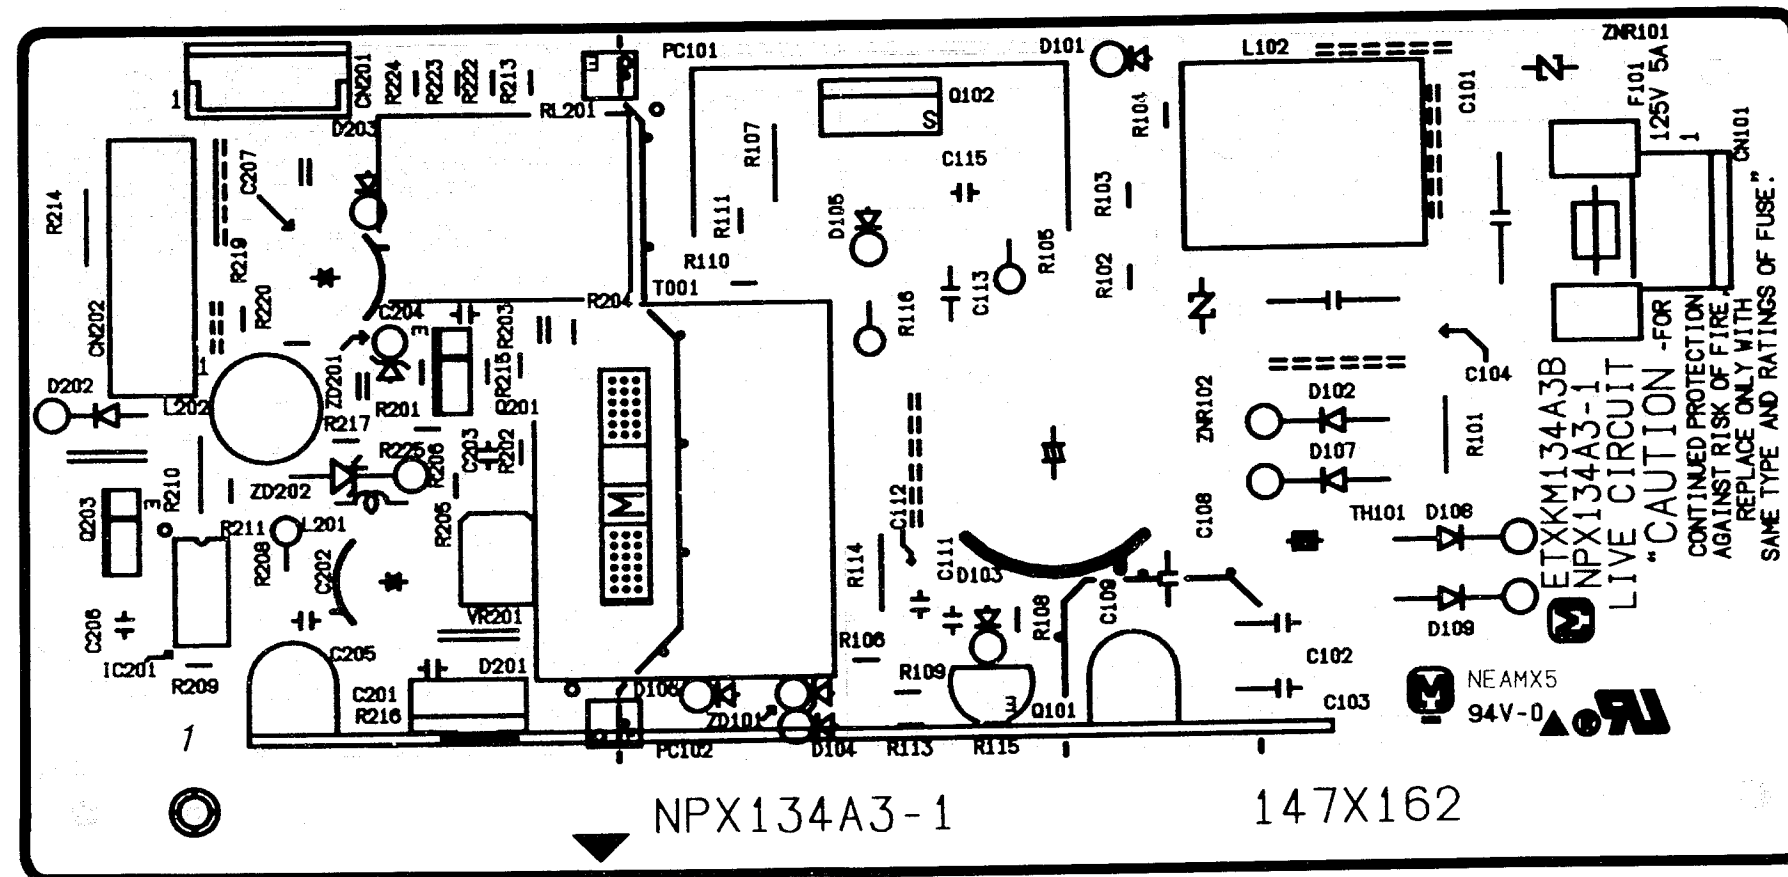 PC101
D101
L102
ZNR101
CN201
R224
R223
R222
R213
E
1
RL201
D203
Q102
S
R104
C101
F101
125V 5A
1
CN101
R107
C115
C207
R214
R103
R111
D105
R219
R110
R105
R102
T001
C113
R220
R204
C204
E
R203
R116
CN202
1
ZD201
R215
D202
L202
R201
Q201
ZNR102
D102
C104
R217
R225
R206
C203
R202
D107
R101
R210
ZD202
M
C112
C108
TH101
D108
Q203
E
R211
L201
R205
R208
C202
R114
C111
D103
C109
R108
VR201
C206
IC201
R209
C205
D201
R106
R109
D109
C102
C103
C201
R216
ZD101
E
Q101
PC102
D104
R113
R115
ETXKM134A3B
NPX134A3-1
LIVE CIRCUIT
"CAUTION -FOR
CONTINUED PROTECTION
AGAINST RISK OF FIRE,
REPLACE ONLY WITH
SAME TYPE AND RATINGS OF FUSE."
M
M
NEAMX5
94V-0
1
NPX134A3-1
147X162